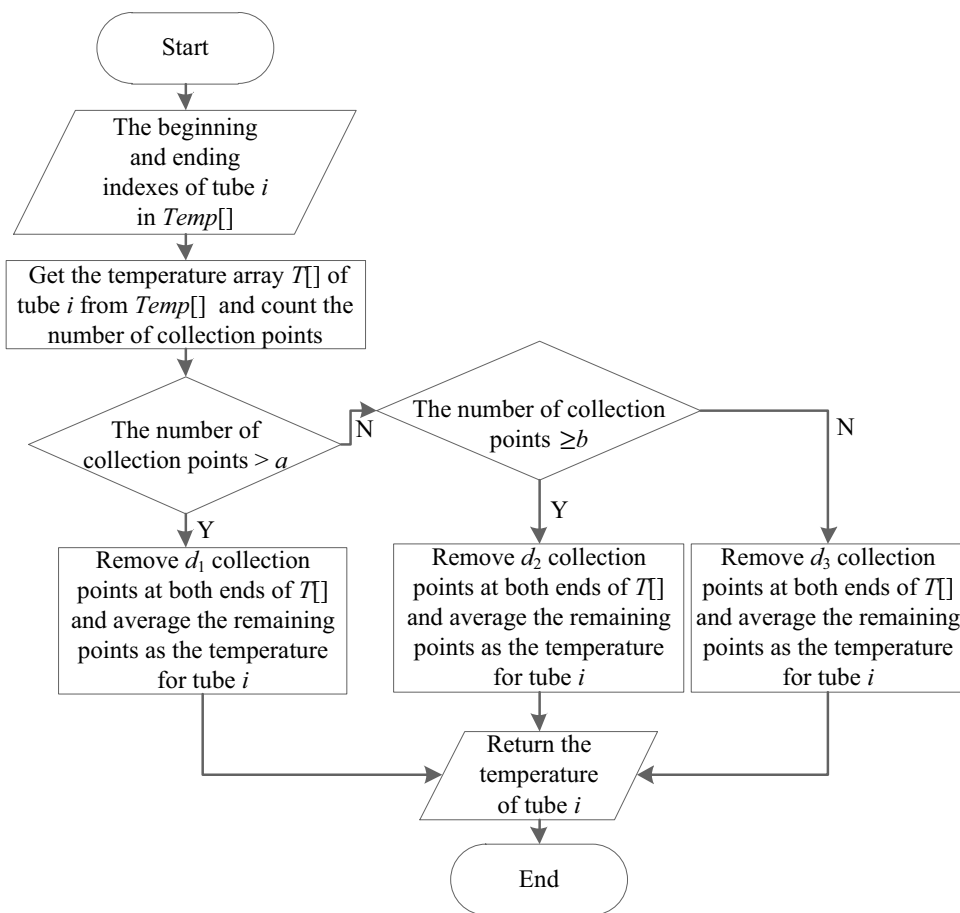 Start
The beginning
and ending
indexes of tube i
in Temp[]
Get the temperature array T[] of
tube i from Temp[] and count the
number of collection points
The number of
collection points > a
N
The number of collection
points ≥b
N
Y
Y
Remove d₁ collection
points at both ends of T[]
and average the remaining
points as the temperature
for tube i
Remove d₂ collection
points at both ends of T[]
and average the remaining
points as the temperature
for tube i
Remove d₃ collection
points at both ends of T[]
and average the remaining
points as the temperature
for tube i
Return the
temperature
of tube i
End